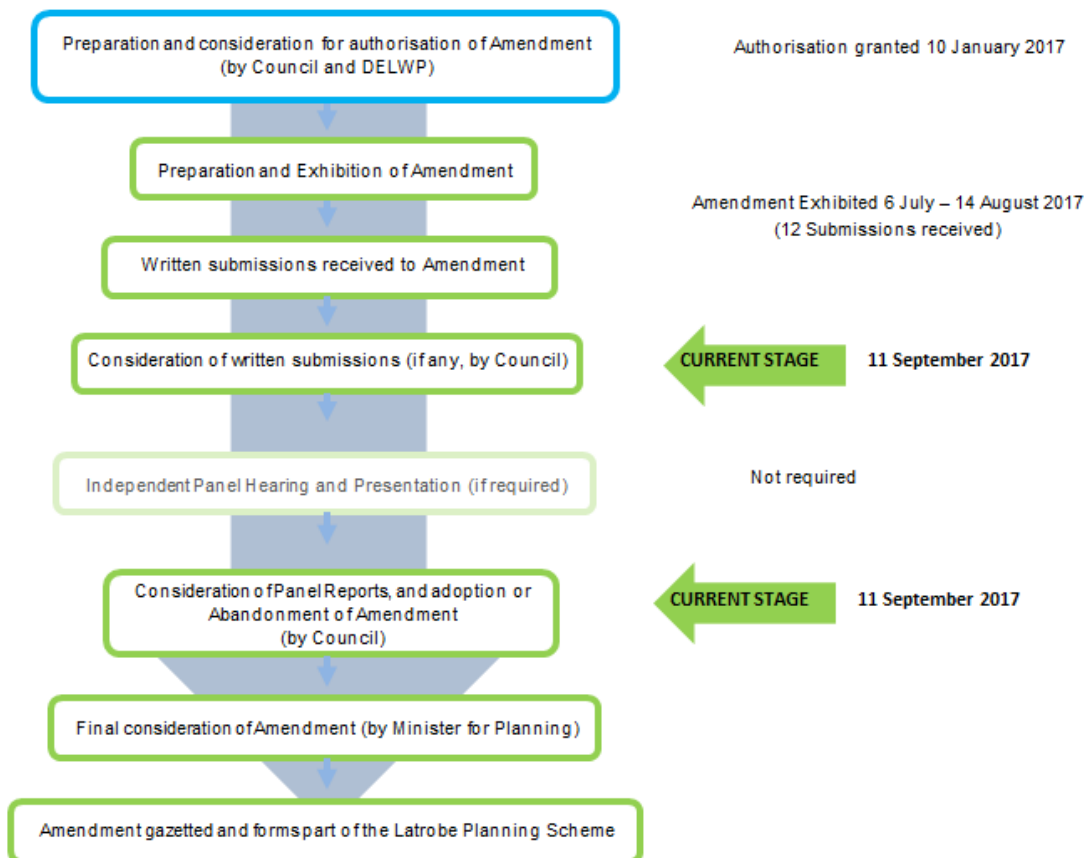 Preparation and consideration for authorisation of Amendment
(by Council and DELWP)
Authorisation granted 10 January 2017
Preparation and Exhibition of Amendment
Amendment Exhibited 6 July – 14 August 2017
(12 Submissions received)
Written submissions received to Amendment
Consideration of written submissions (if any, by Council)
CURRENT STAGE
11 September 2017
Independent Panel Hearing and Presentation (if required)
Not required
Consideration of Panel Reports, and adoption or
Abandonment of Amendment
(by Council)
CURRENT STAGE
11 September 2017
Final consideration of Amendment (by Minister for Planning)
Amendment gazetted and forms part of the Latrobe Planning Scheme